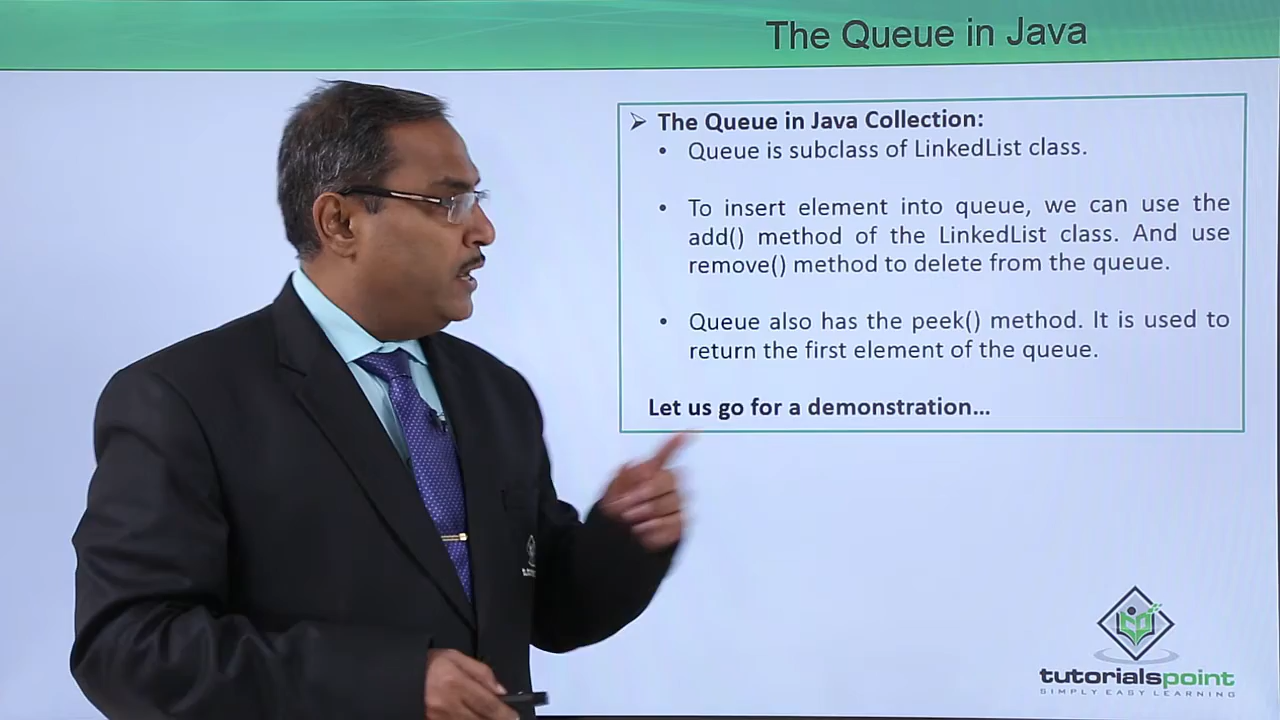 The Queue in Java
➢ The Queue in Java Collection:
• Queue is subclass of LinkedList class.
• To insert element into queue, we can use the
add() method of the LinkedList class. And use
remove() method to delete from the queue.
• Queue also has the peek() method. It is used to
return the first element of the queue.
Let us go for a demonstration...
tutorialspoint
SIMPLY EASY LEARNING